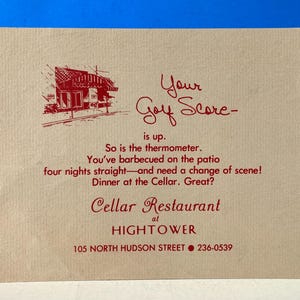 Your
Golf Score-
is up.
So is the thermometer.
You've barbecued on the patio
four nights straight—and need a change of scene!
Dinner at the Cellar. Great?
Cellar Restaurant
at
HIGHTOWER
105 NORTH HUDSON STREET ● 236-0539